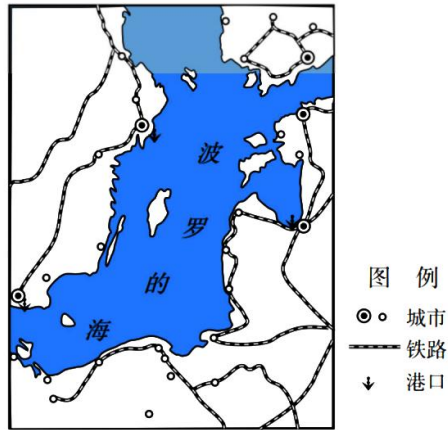 波
罗
的
海
图 例
城市
铁路
港口